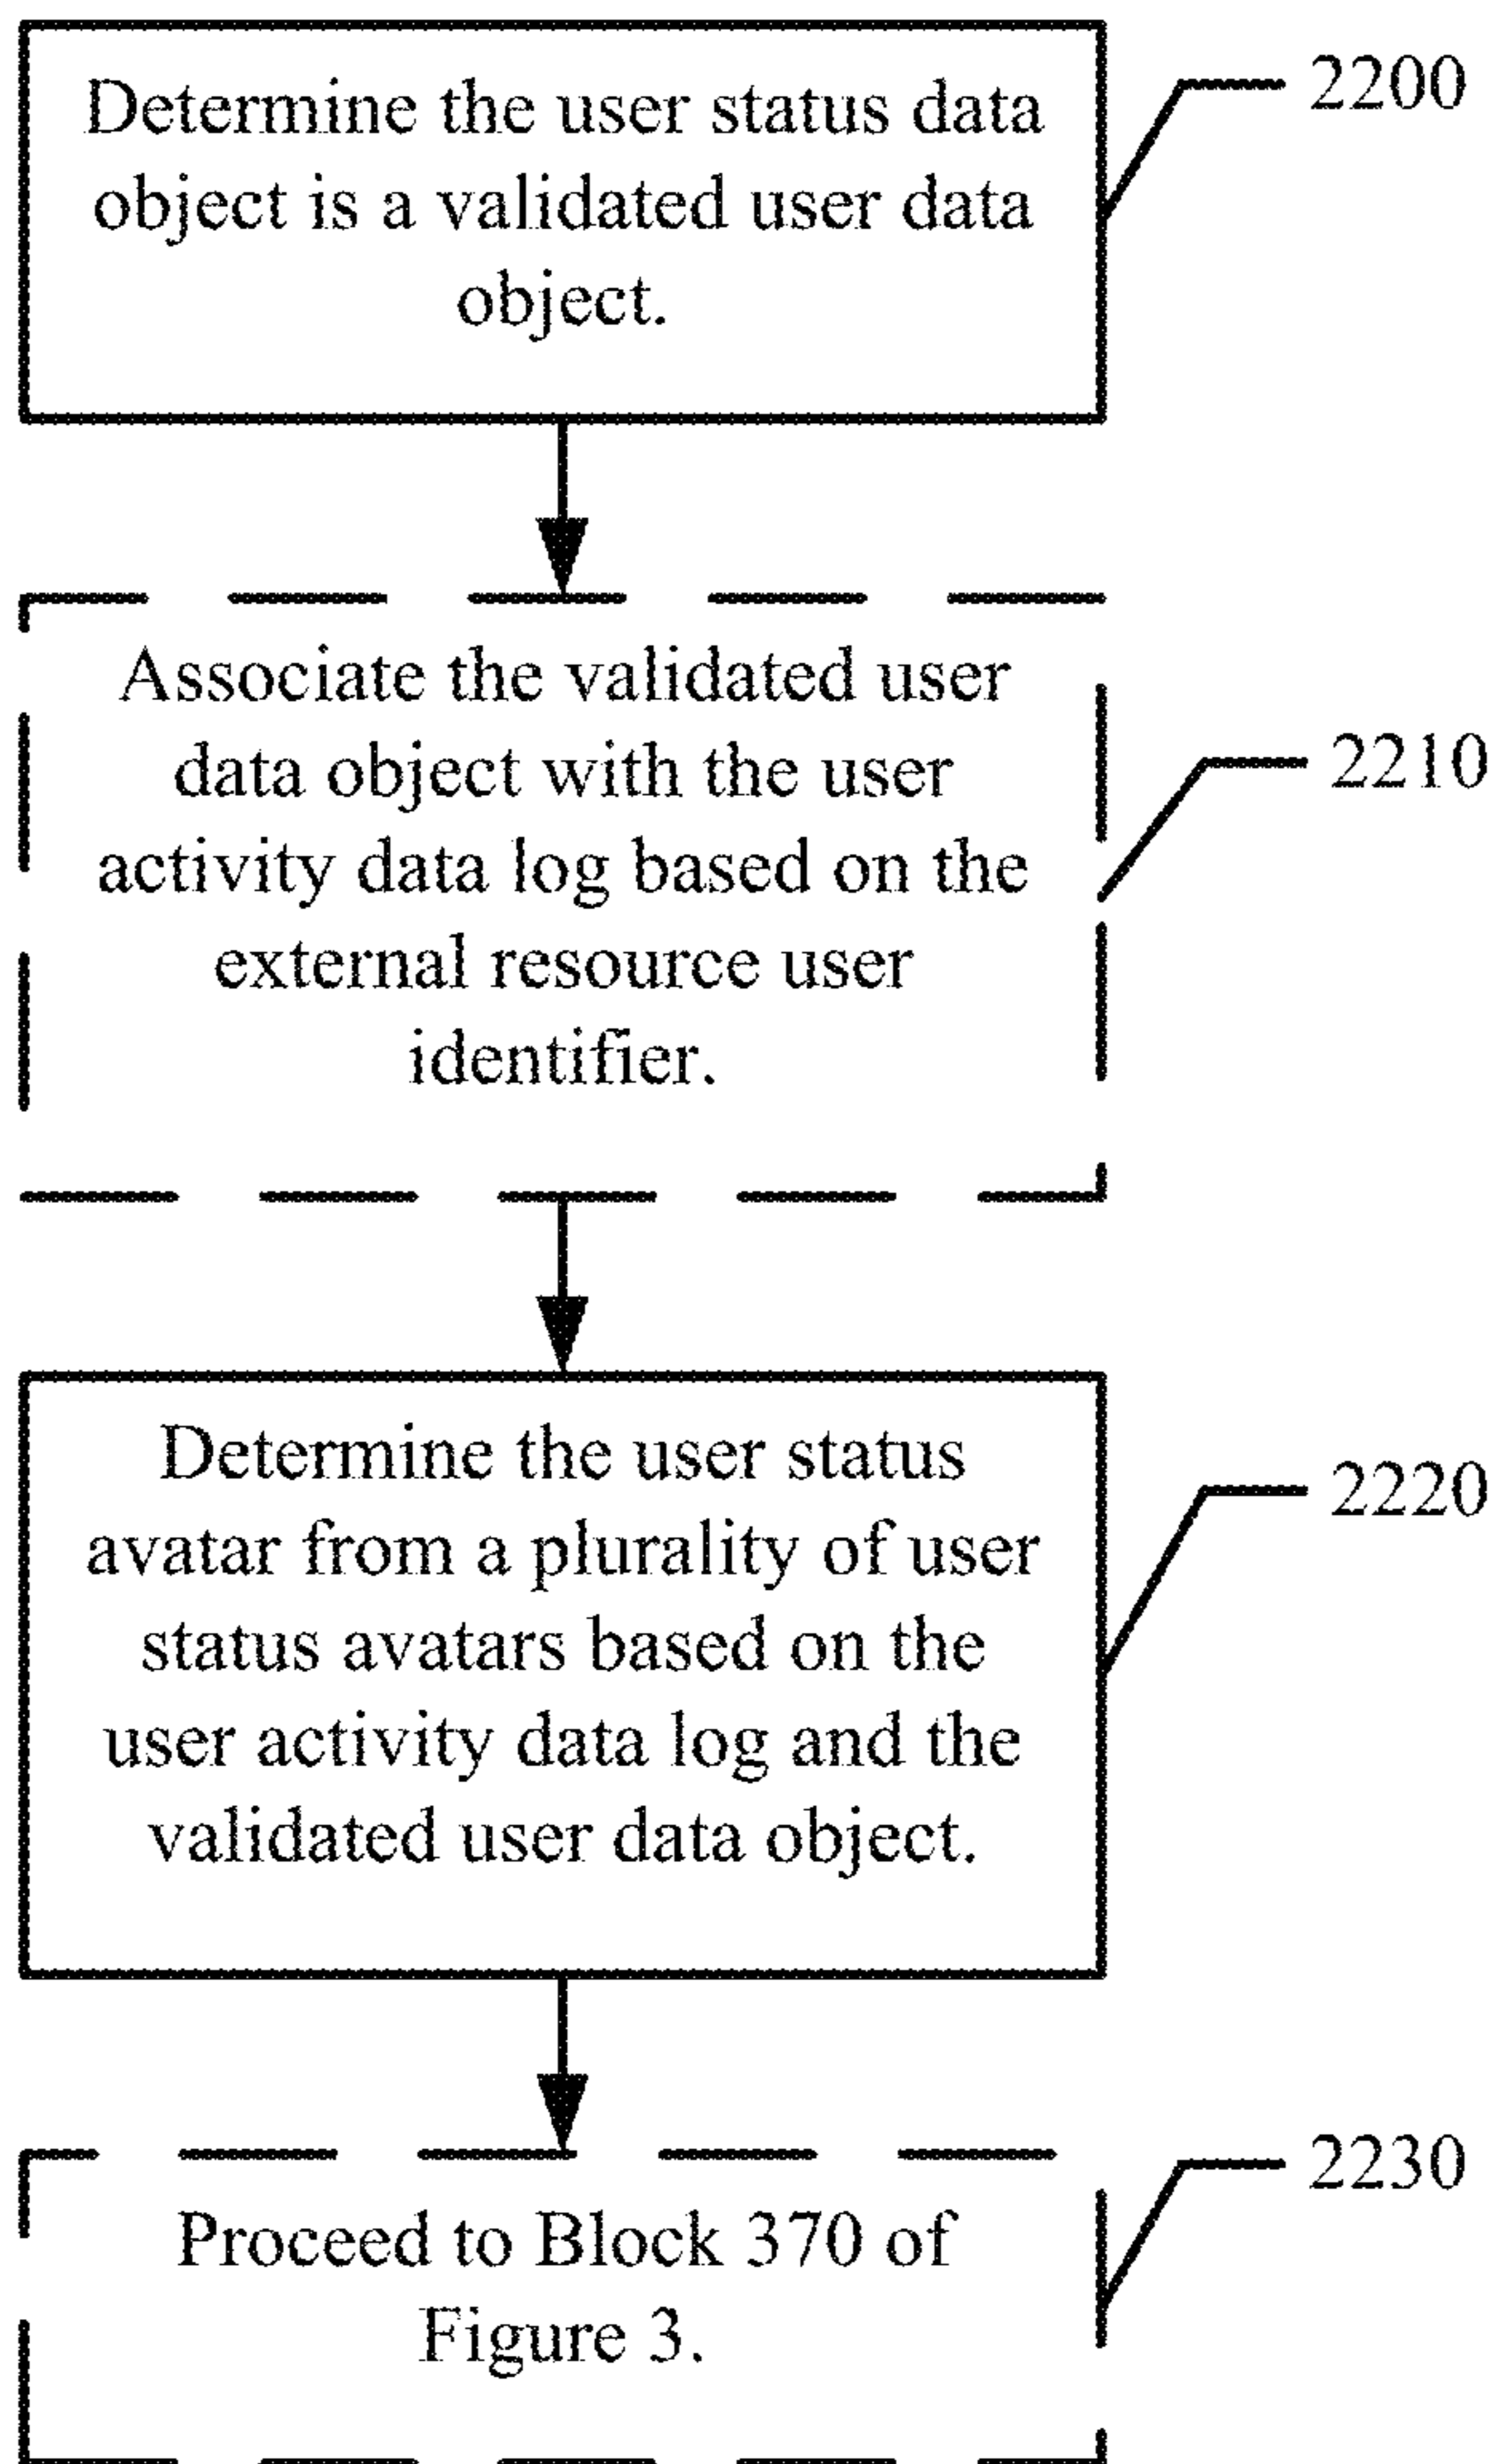 Determine the user status data
object is a validated user data
object.
2200
Associate the validated user
data object with the user
activity data log based on the
external resource user
identifier.
2210
Determine the user status
avatar from a plurality of user
status avatars based on the
user activity data log and the
validated user data object.
2220
Proceed to Block 370 of
Figure 3.
2230